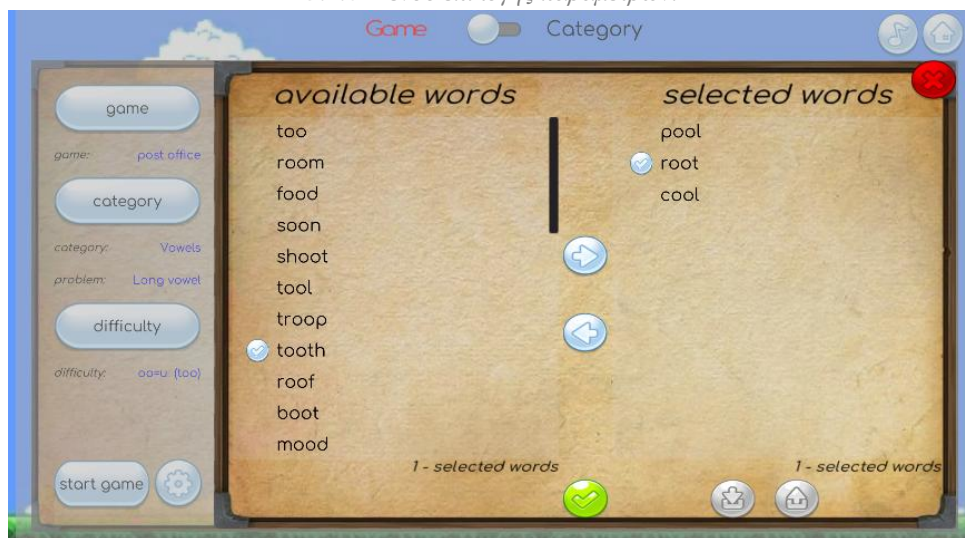 Game Category
game
game: post office
category
category: Vowels
problem: Long vowel
difficulty
difficulty: oo=u: (too)
start game
available words
too
room
food
soon
shoot
tool
troop
tooth
roof
boot
mood
1 - selected words
selected words
pool
root
cool
1 - selected words